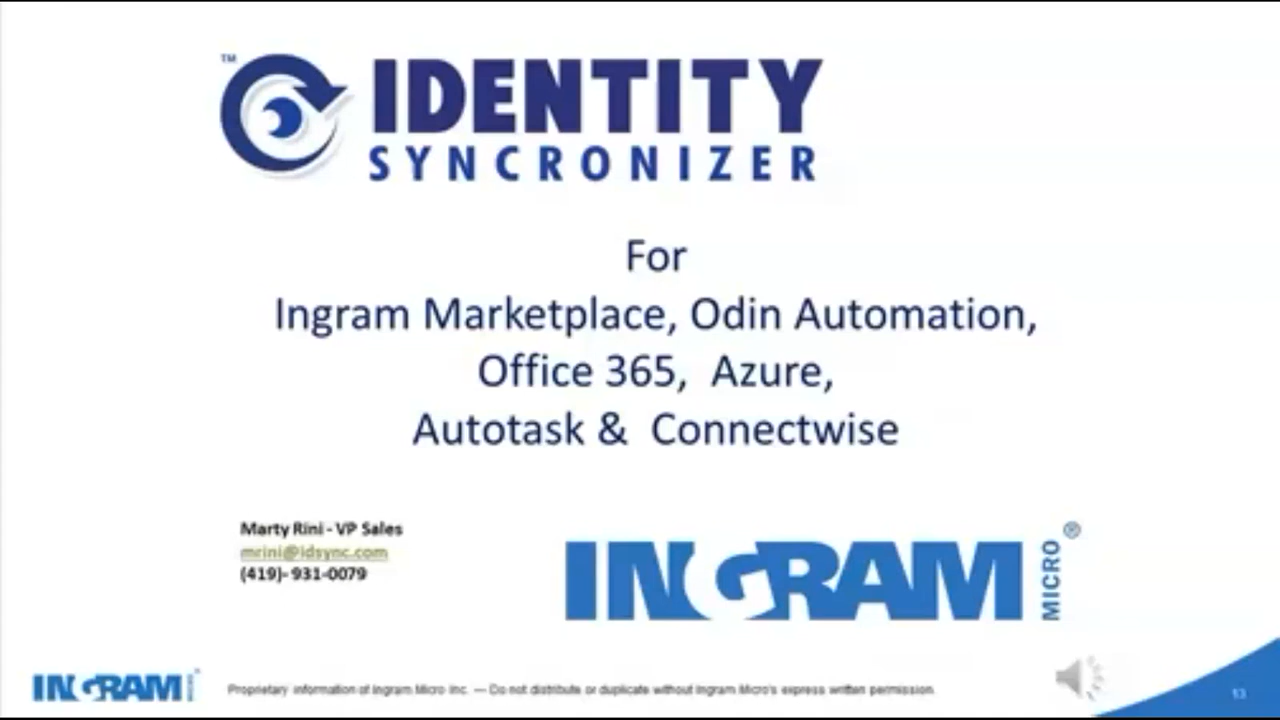 ™ IDENTITY
SYNCRONIZER
For
Ingram Marketplace, Odin Automation,
Office 365, Azure,
Autotask & Connectwise
Marty Rini - VP Sales
mrini@idsync.com
(419)- 931-0079
INGRAM MICRO ®
INGRAM
Proprietary information of Ingram Micro Inc. — Do not distribute or duplicate without Ingram Micro's express written permission.
13